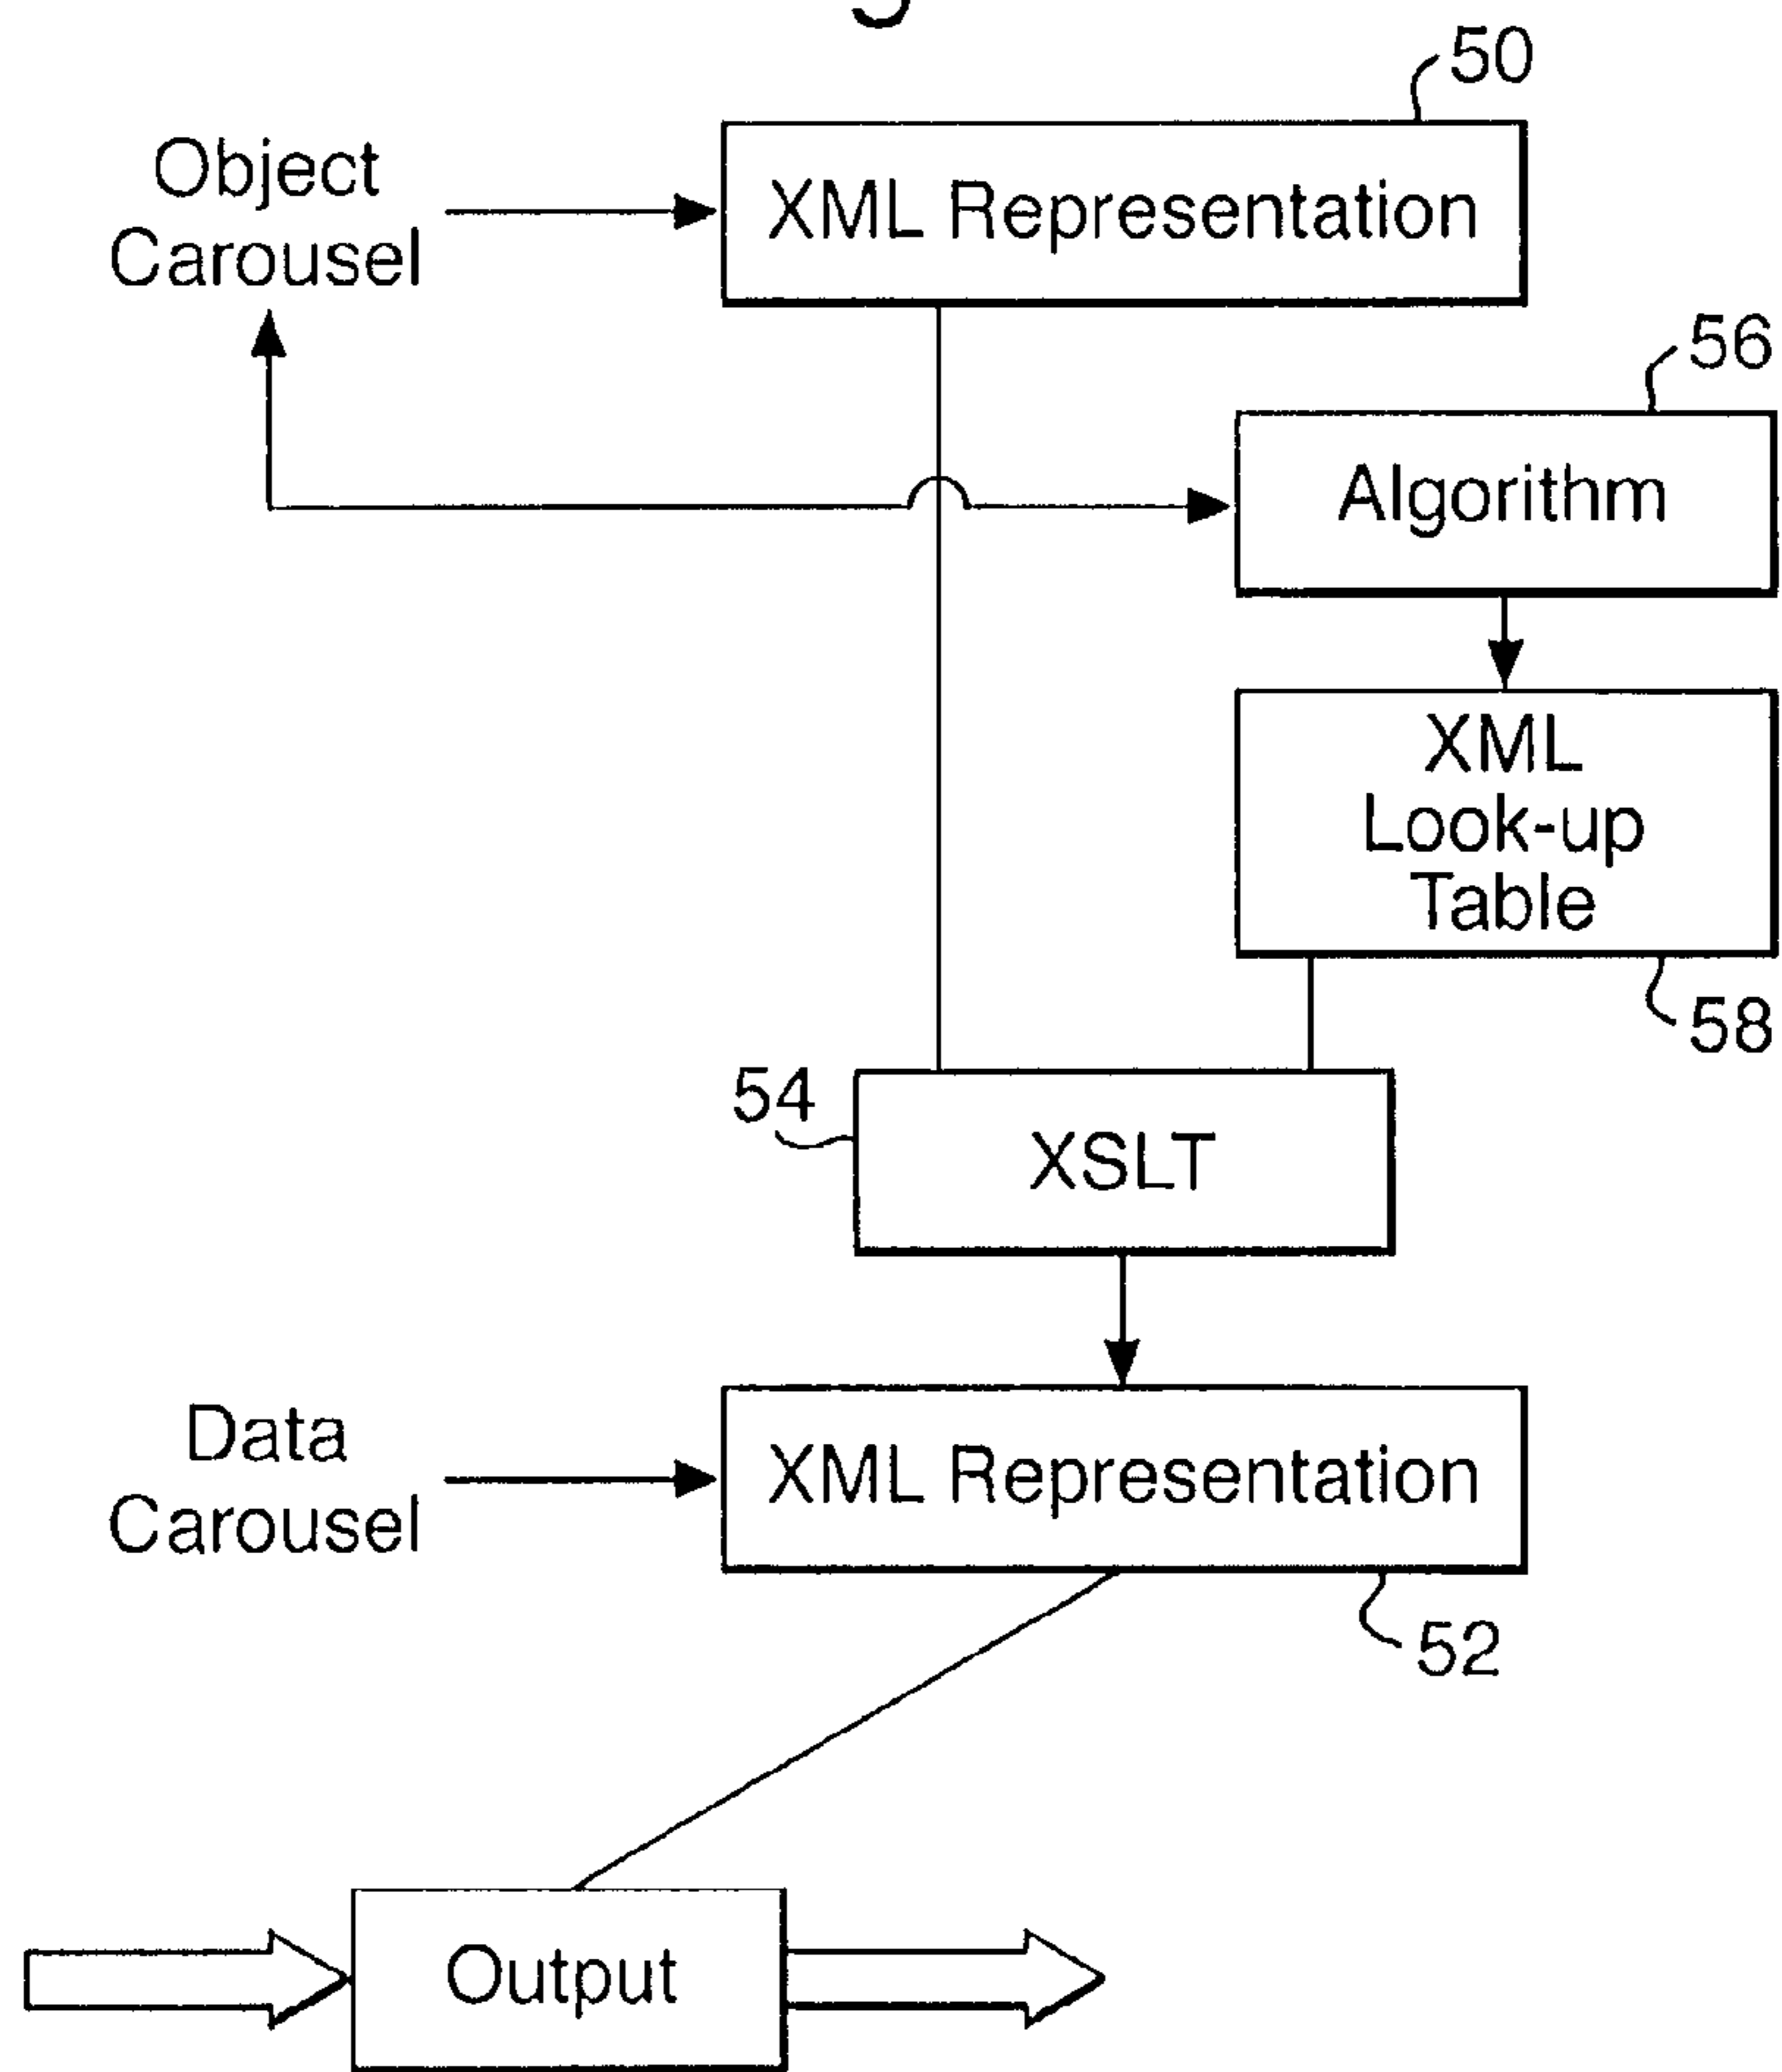 50
Object
Carousel
XML Representation
56
Algorithm
XML
Look-up
Table
58
54
XSLT
Data
Carousel
XML Representation
52
Output